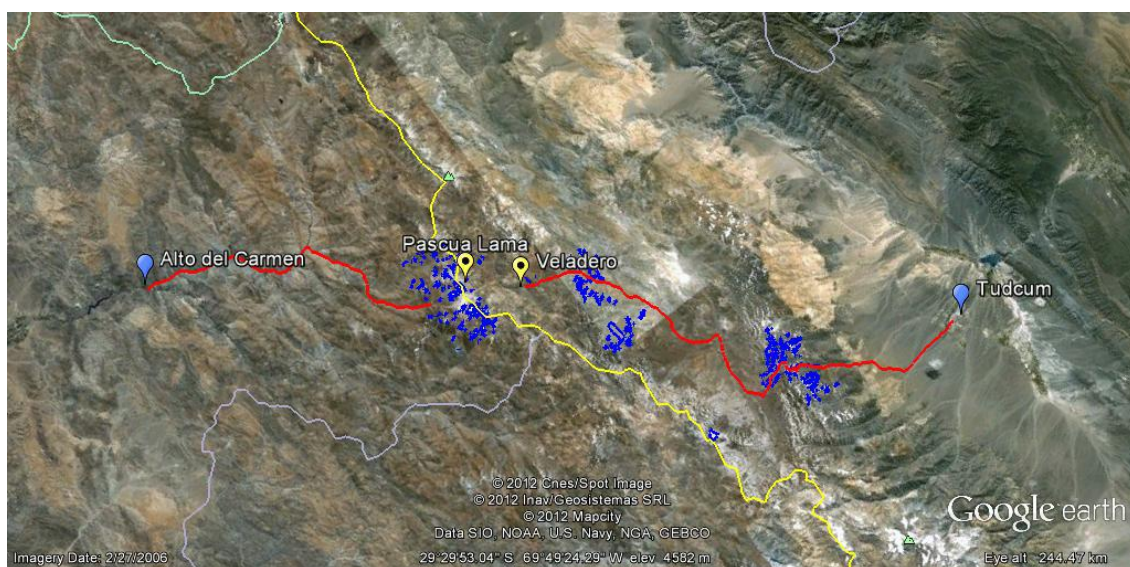 Alto del Carmen
Pascua Lama
Veladero
Tudcum
© 2012 Cnes/Spot Image
© 2012 Inav/Geosistemas SRL
© 2012 Mapcity
Data SIO, NOAA, U.S. Navy, NGA, GEBCO
Google earth
Imagery Date: 2/27/2006
29°29'53.04" S 69°49'24.29" W elev 4582 m
Eye alt 244.47 km